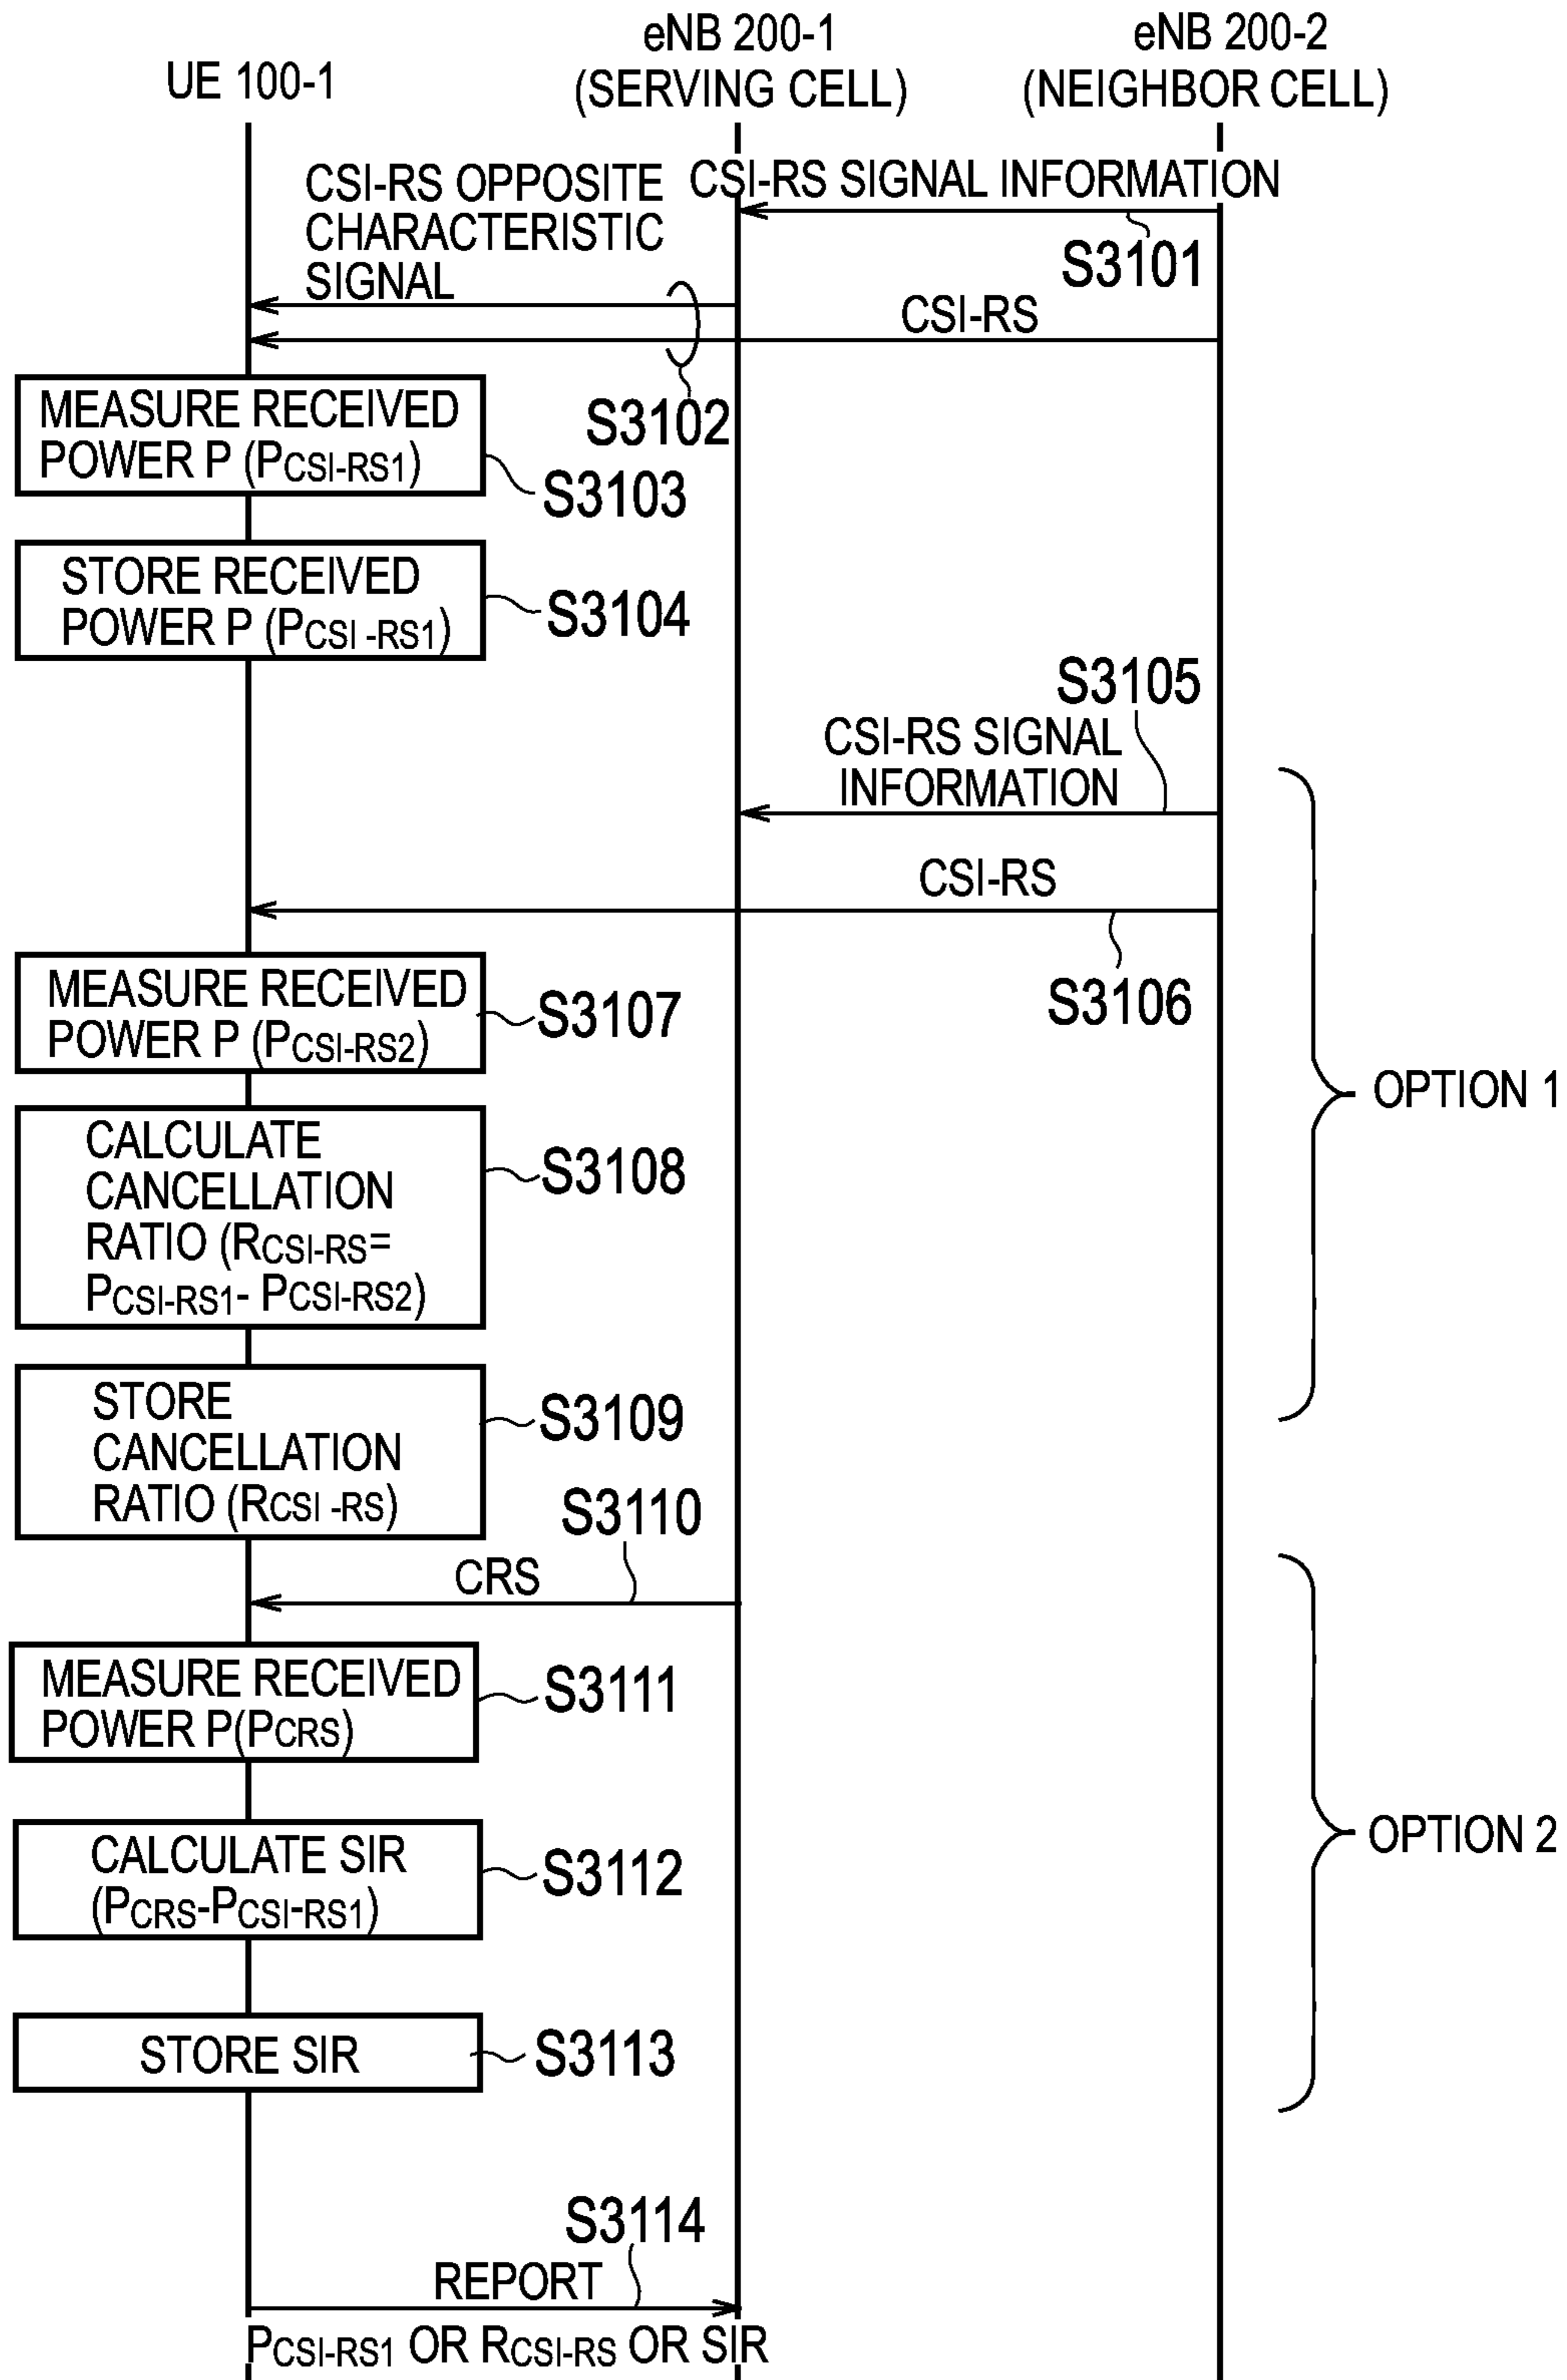 UE 100-1
eNB 200-1
(SERVING CELL)
eNB 200-2
(NEIGHBOR CELL)
CSI-RS SIGNAL INFORMATION
S3101
CSI-RS OPPOSITE
CHARACTERISTIC
SIGNAL
CSI-RS
S3102
MEASURE RECEIVED
POWER P (PCSI-RS1)
S3103
STORE RECEIVED
POWER P (PCSI -RS1)
S3104
S3105
CSI-RS SIGNAL
INFORMATION
CSI-RS
S3106
MEASURE RECEIVED
POWER P (PCSI-RS2)
S3107
OPTION 1
CALCULATE
CANCELLATION
RATIO (RCSI-RS=
PCSI-RS1- PCSI-RS2)
S3108
STORE
CANCELLATION
RATIO (RCSI -RS)
S3109
S3110
CRS
MEASURE RECEIVED
POWER P(PCRS)
S3111
OPTION 2
CALCULATE SIR
(PCRS-PCSI-RS1)
S3112
STORE SIR
S3113
S3114
REPORT
PCSI-RS1 OR RCSI-RS OR SIR